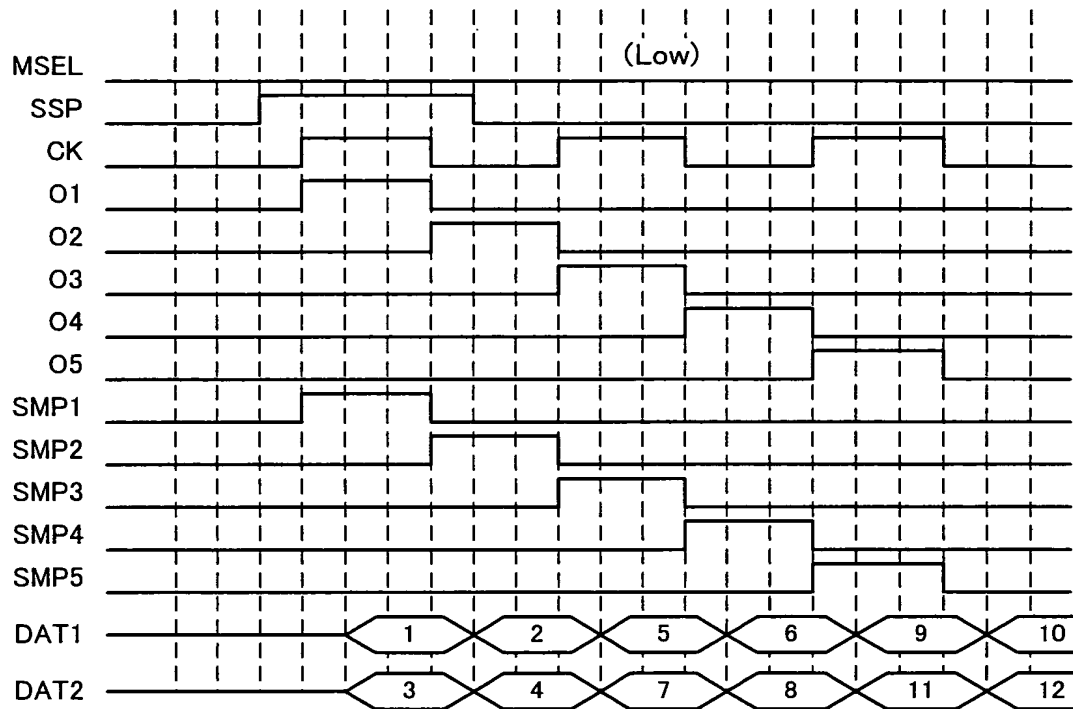 MSEL (Low)
SSP
CK
O1
O2
O3
O4
O5
SMP1
SMP2
SMP3
SMP4
SMP5
DAT1 1 2 5 6 9 10
DAT2 3 4 7 8 11 12